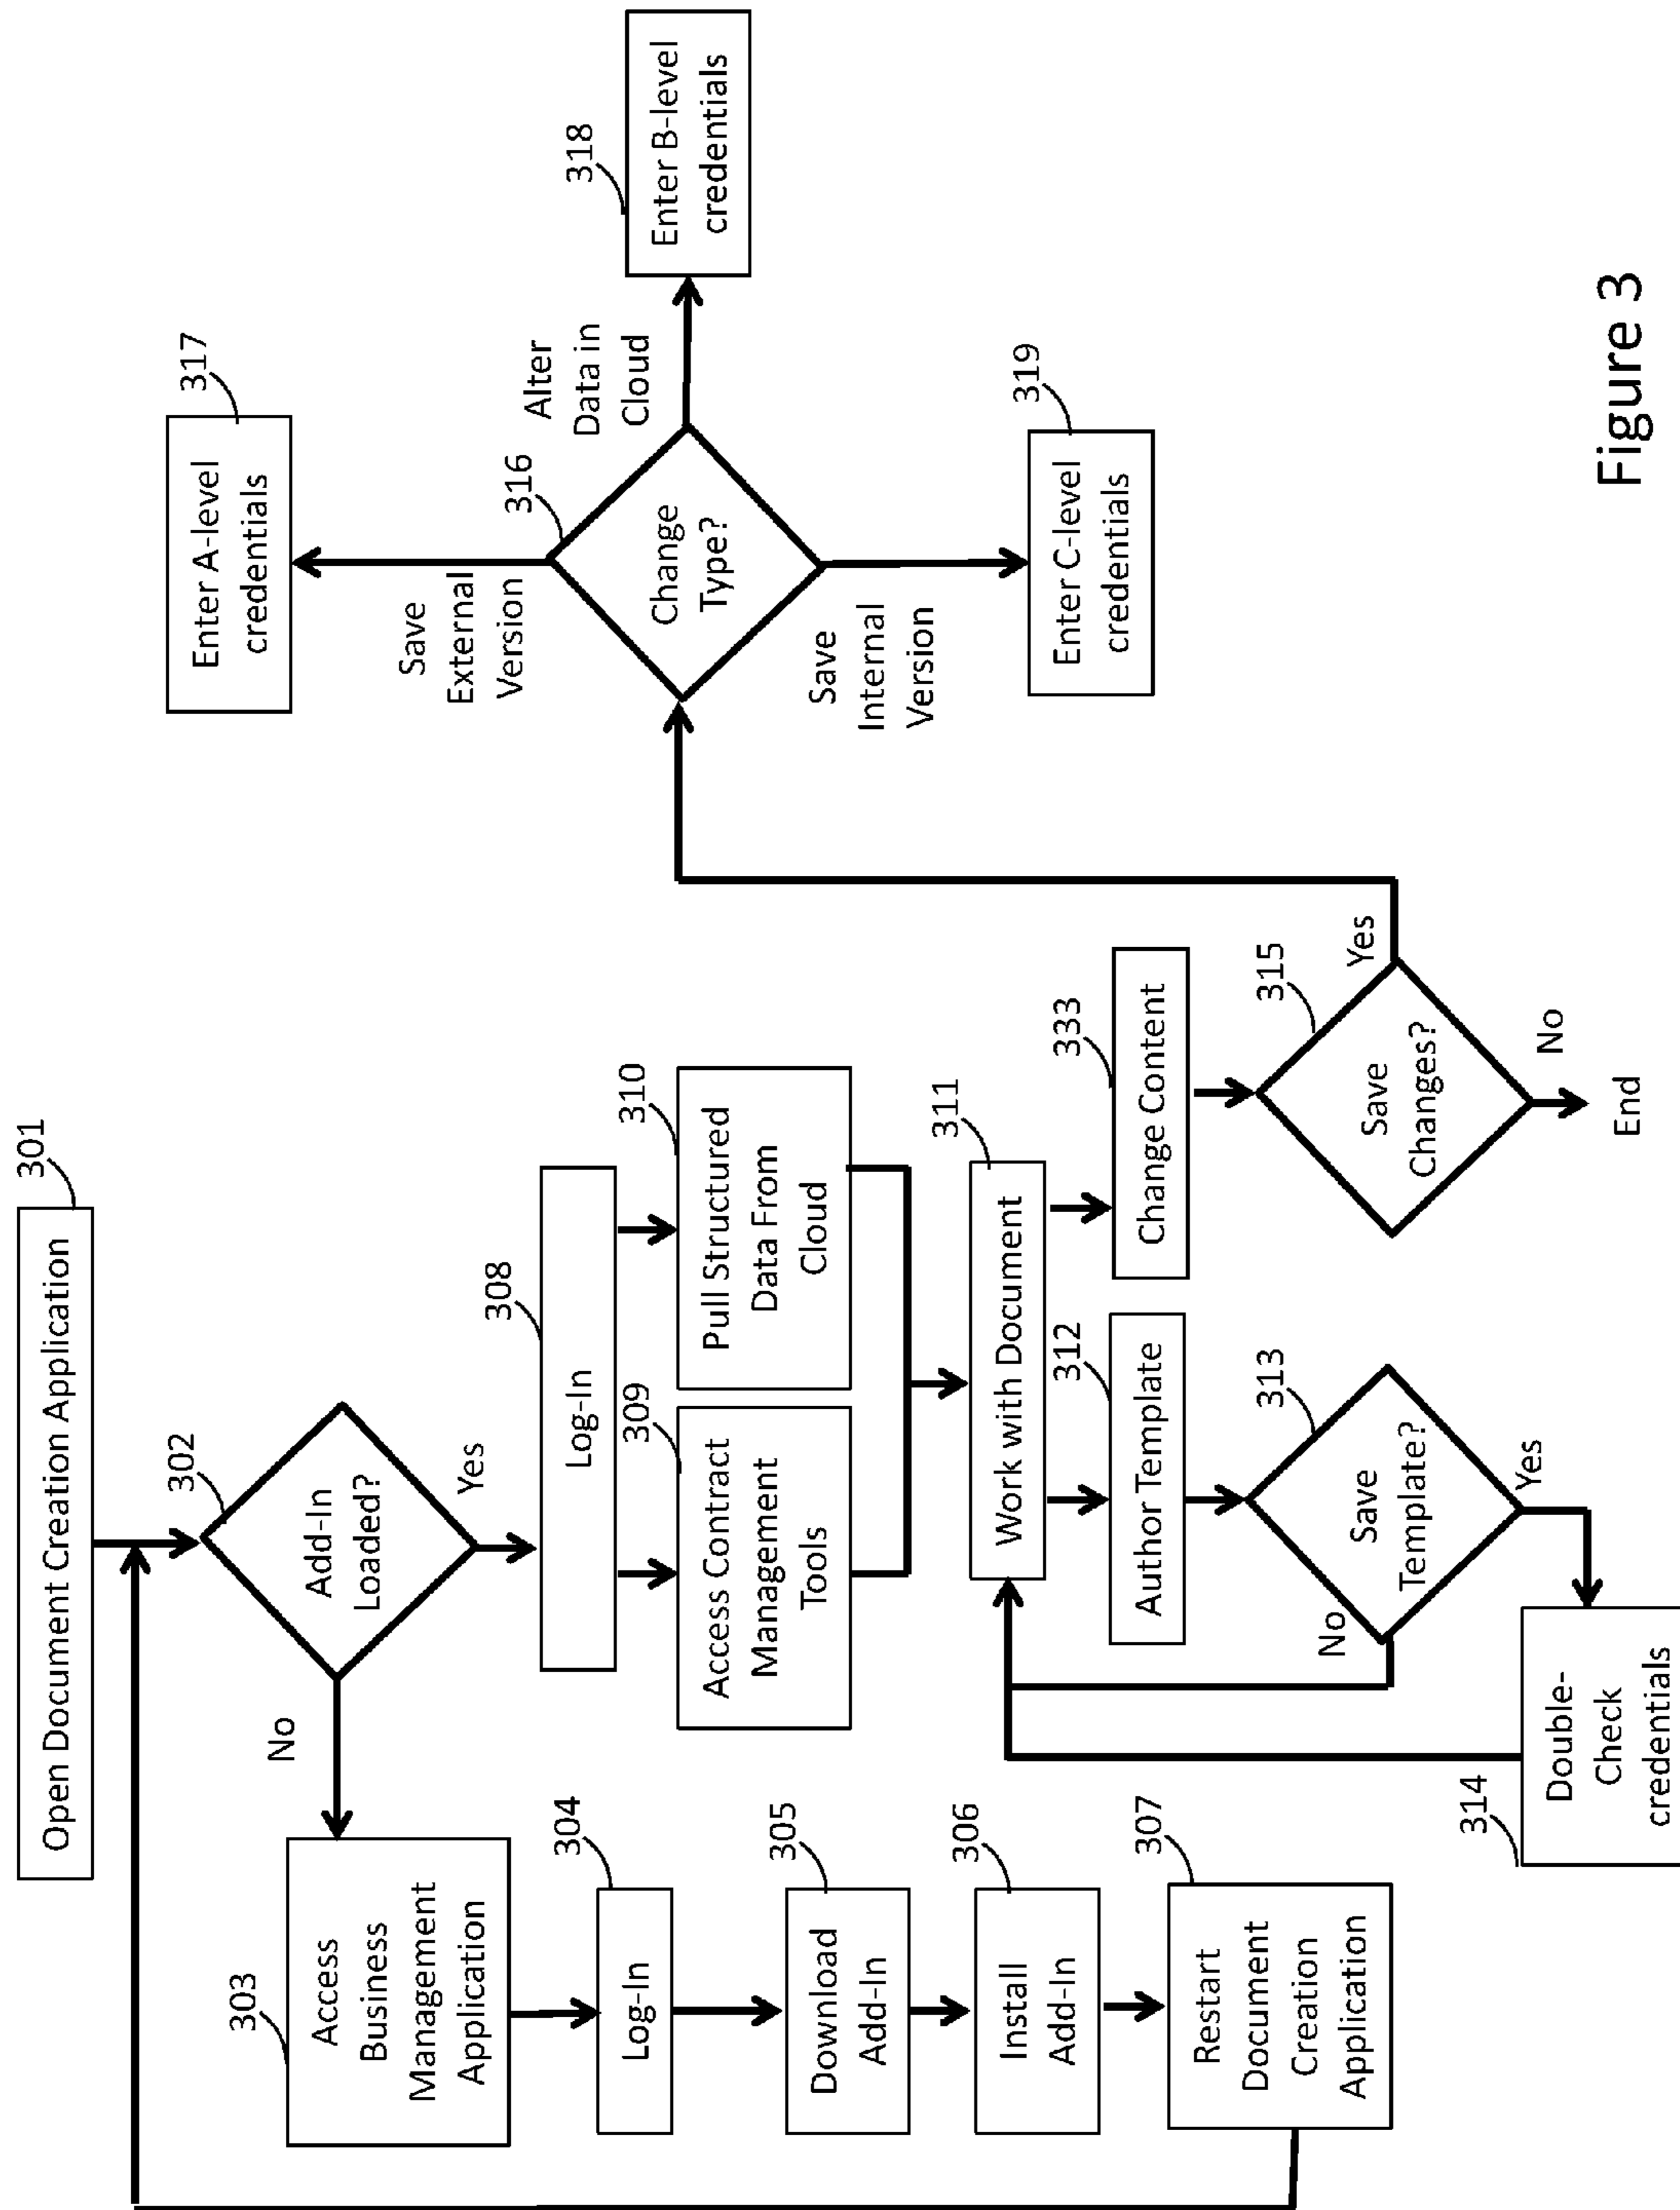 301
Open Document Creation Application
302
Add-In
Loaded?
No
Yes
303
Access
Business
Management
Application
304
Log-In
305
Download
Add-In
306
Install
Add-In
307
Restart
Document
Creation
Application
308
Log-In
309
Access Contract
Management
Tools
310
Pull Structured
Data From
Cloud
311
Work with Document
312
Author Template
313
Save
Template?
No
Yes
314
Double-
Check
credentials
333
Change Content
315
Save
Changes?
Yes
No
End
316
Change
Type?
Save
External
Version
317
Enter A-level
credentials
Alter
Data in
Cloud
318
Enter B-level
credentials
Save
Internal
Version
319
Enter C-level
credentials
Figure 3